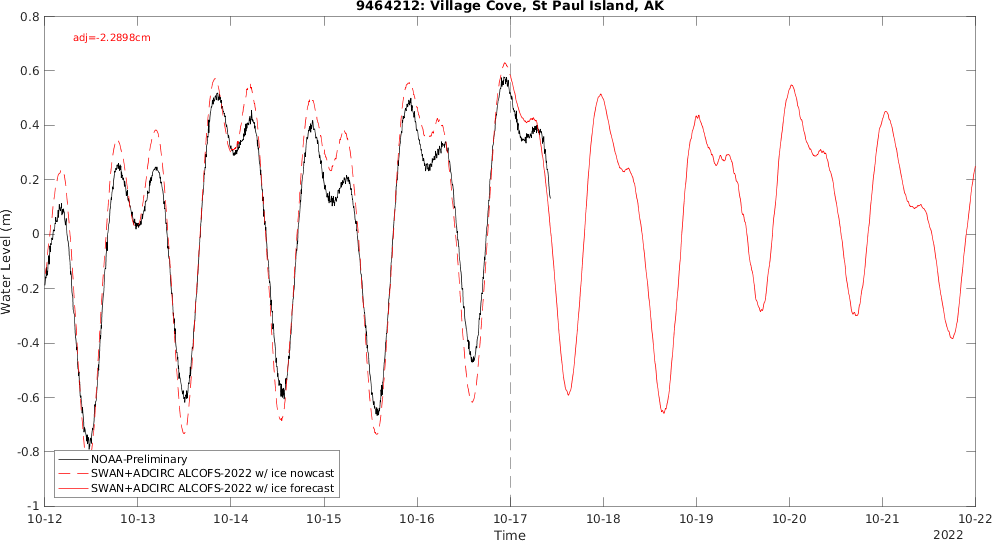 9464212: Village Cove, St Paul Island, AK
adj=-2.2898cm
0.8
0.6
0.4
0.2
0
-0.2
-0.4
-0.6
-0.8
-1
Water Level (m)
NOAA-Preliminary
SWAN+ADCIRC ALCOFS-2022 w/ ice nowcast
SWAN+ADCIRC ALCOFS-2022 w/ ice forecast
10-12 10-13 10-14 10-15 10-16 10-17 10-18 10-19 10-20 10-21 10-22
Time
2022